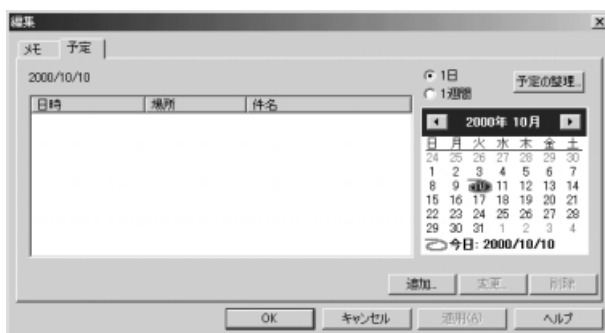 編集
メモ 予定
2000/10/10
1日
1週間
予定の整理...
日時 場所 件名
2000年 10月
日 月 火 水 木 金 土
24 25 26 27 28 29 30
1 2 3 4 5 6 7
8 9 10 11 12 13 14
15 16 17 18 19 20 21
22 23 24 25 26 27 28
29 30 31 1 2 3 4
今日: 2000/10/10
追加... 変更... 削除
OK キャンセル 適用(A) ヘルプ